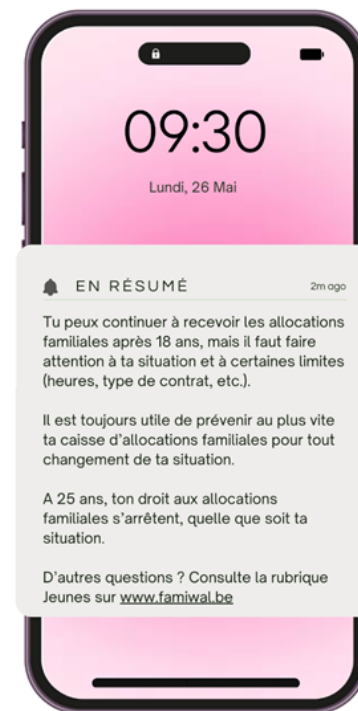 09:30
Lundi, 26 Mai
EN RÉSUMÉ
2m ago
Tu peux continuer à recevoir les allocations
familiales après 18 ans, mais il faut faire
attention à ta situation et à certaines limites
(heures, type de contrat, etc.).
Il est toujours utile de prévenir au plus vite
ta caisse d'allocations familiales pour tout
changement de ta situation.
A 25 ans, ton droit aux allocations
familiales s'arrêtent, quelle que soit ta
situation.
D'autres questions ? Consulte la rubrique
Jeunes sur www.famiwal.be